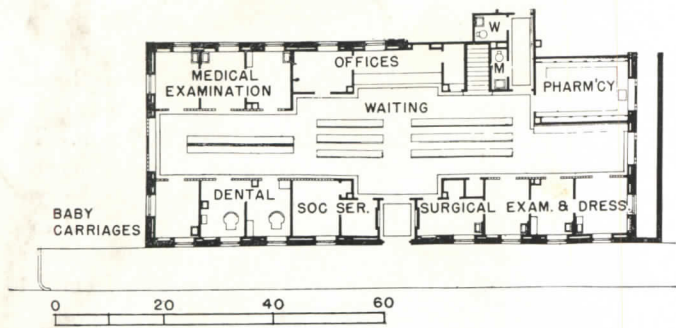 W
M
OFFICES
MEDICAL
EXAMINATION
WAITING
PHARM'CY
DENTAL
SOC SER.
SURGICAL EXAM. & DRESS.
BABY
CARRIAGES
0 20 40 60